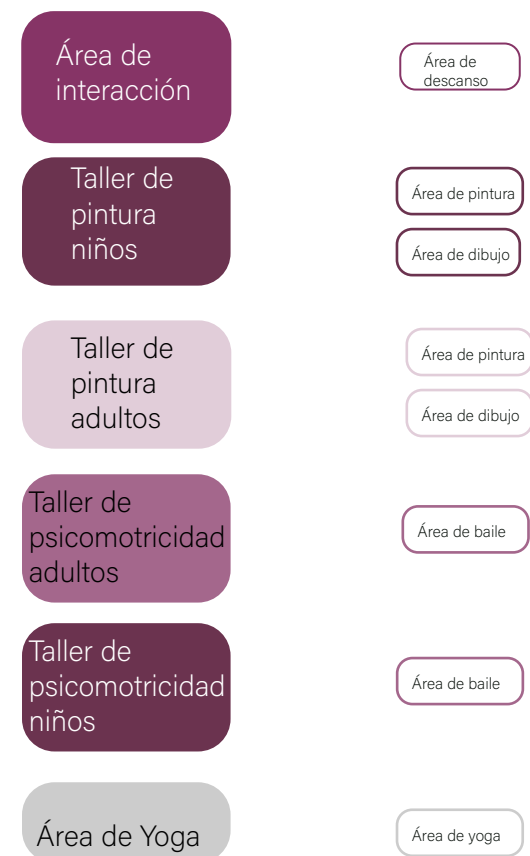 Área de
interacción
Área de
descanso
Taller de
pintura
niños
Área de pintura
Área de dibujo
Taller de
pintura
adultos
Área de pintura
Área de dibujo
Taller de
psicomotricidad
adultos
Área de baile
Taller de
psicomotricidad
niños
Área de baile
Área de Yoga
Área de yoga